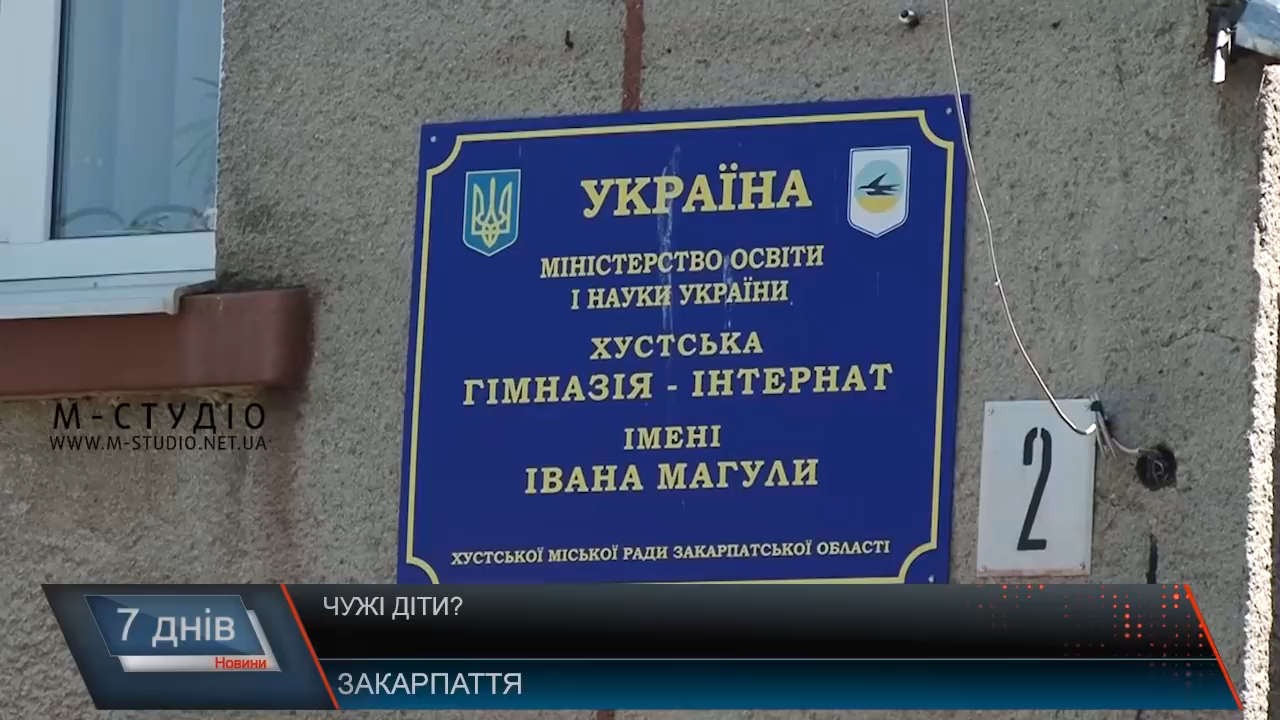 УКРАЇНА
МІНІСТЕРСТВО ОСВІТИ
І НАУКИ УКРАЇНИ
ХУСТСЬКА
ГІМНАЗІЯ - ІНТЕРНАТ
ІМЕНІ
ІВАНА МАГУЛИ
ХУСТСЬКОЇ МІСЬКОЇ РАДИ ЗАКАРПАТСЬКОЇ ОБЛАСТІ
2
М-СТУДІО
WWW.M-STUDIO.NET.UA
7 днів
Новини
ЧУЖІ ДІТИ?
ЗАКАРПАТТЯ